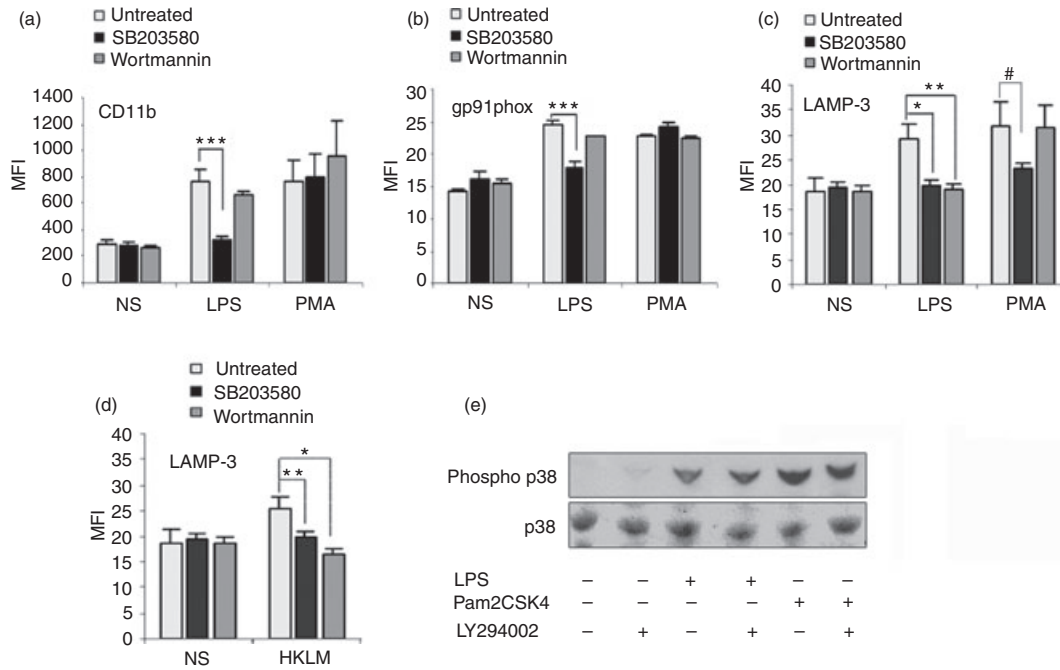 (a)
Untreated
SB203580
Wortmannin
CD11b
MFI
1400
1200
1000
800
600
400
200
0
***
NS LPS PMA
(b)
Untreated
SB203580
Wortmannin
gp91phox
MFI
30
25
20
15
10
5
0
***
NS LPS PMA
(c)
Untreated
SB203580
Wortmannin
LAMP-3
MFI
40
35
30
25
20
15
10
5
0
**
*
#
NS LPS PMA
(d)
Untreated
SB203580
Wortmannin
LAMP-3
MFI
40
35
30
25
20
15
10
5
0
*
**
NS HKLM
(e)
Phospho p38
p38
LPS – – + + – –
Pam2CSK4 – – – – + +
LY294002 – + – + – +